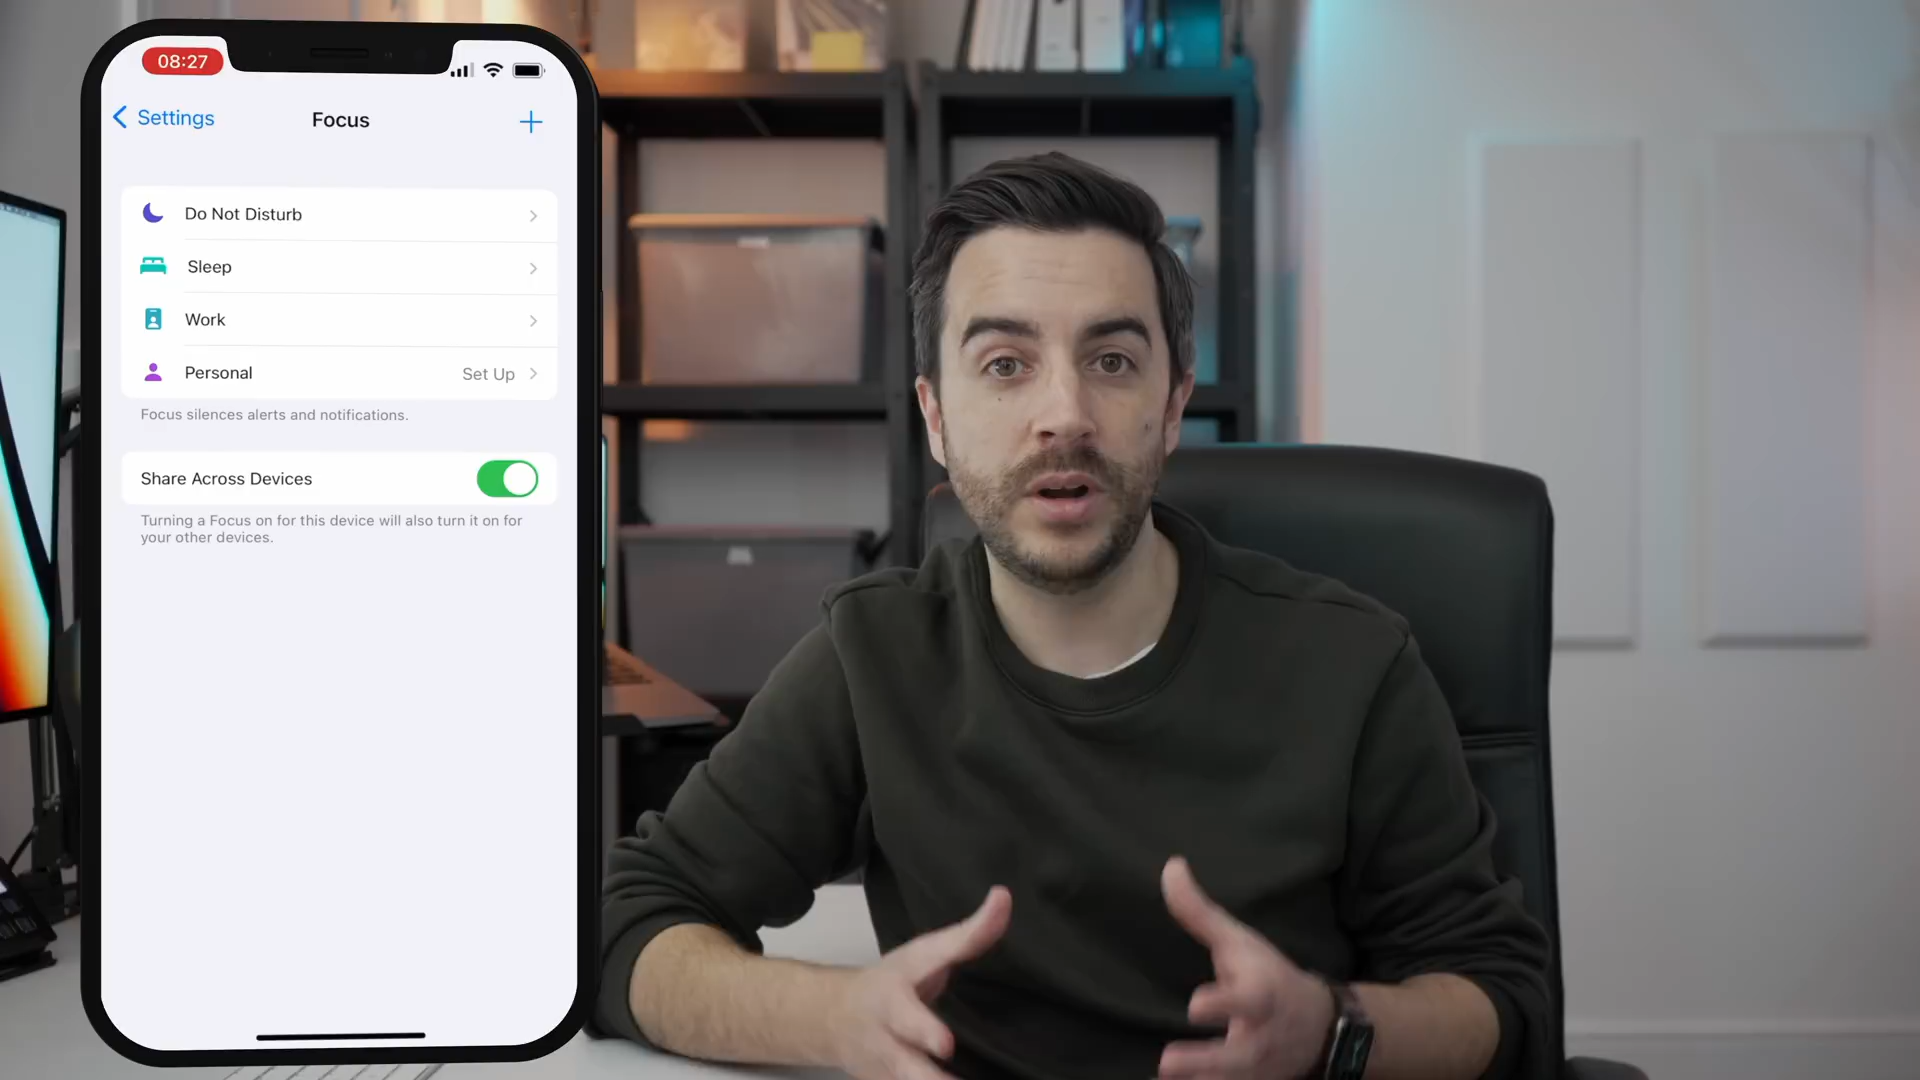 08:27
Settings
Focus
Do Not Disturb
Sleep
Work
Personal
Set Up
Focus silences alerts and notifications.
Share Across Devices
Turning a Focus on for this device will also turn it on for
your other devices.